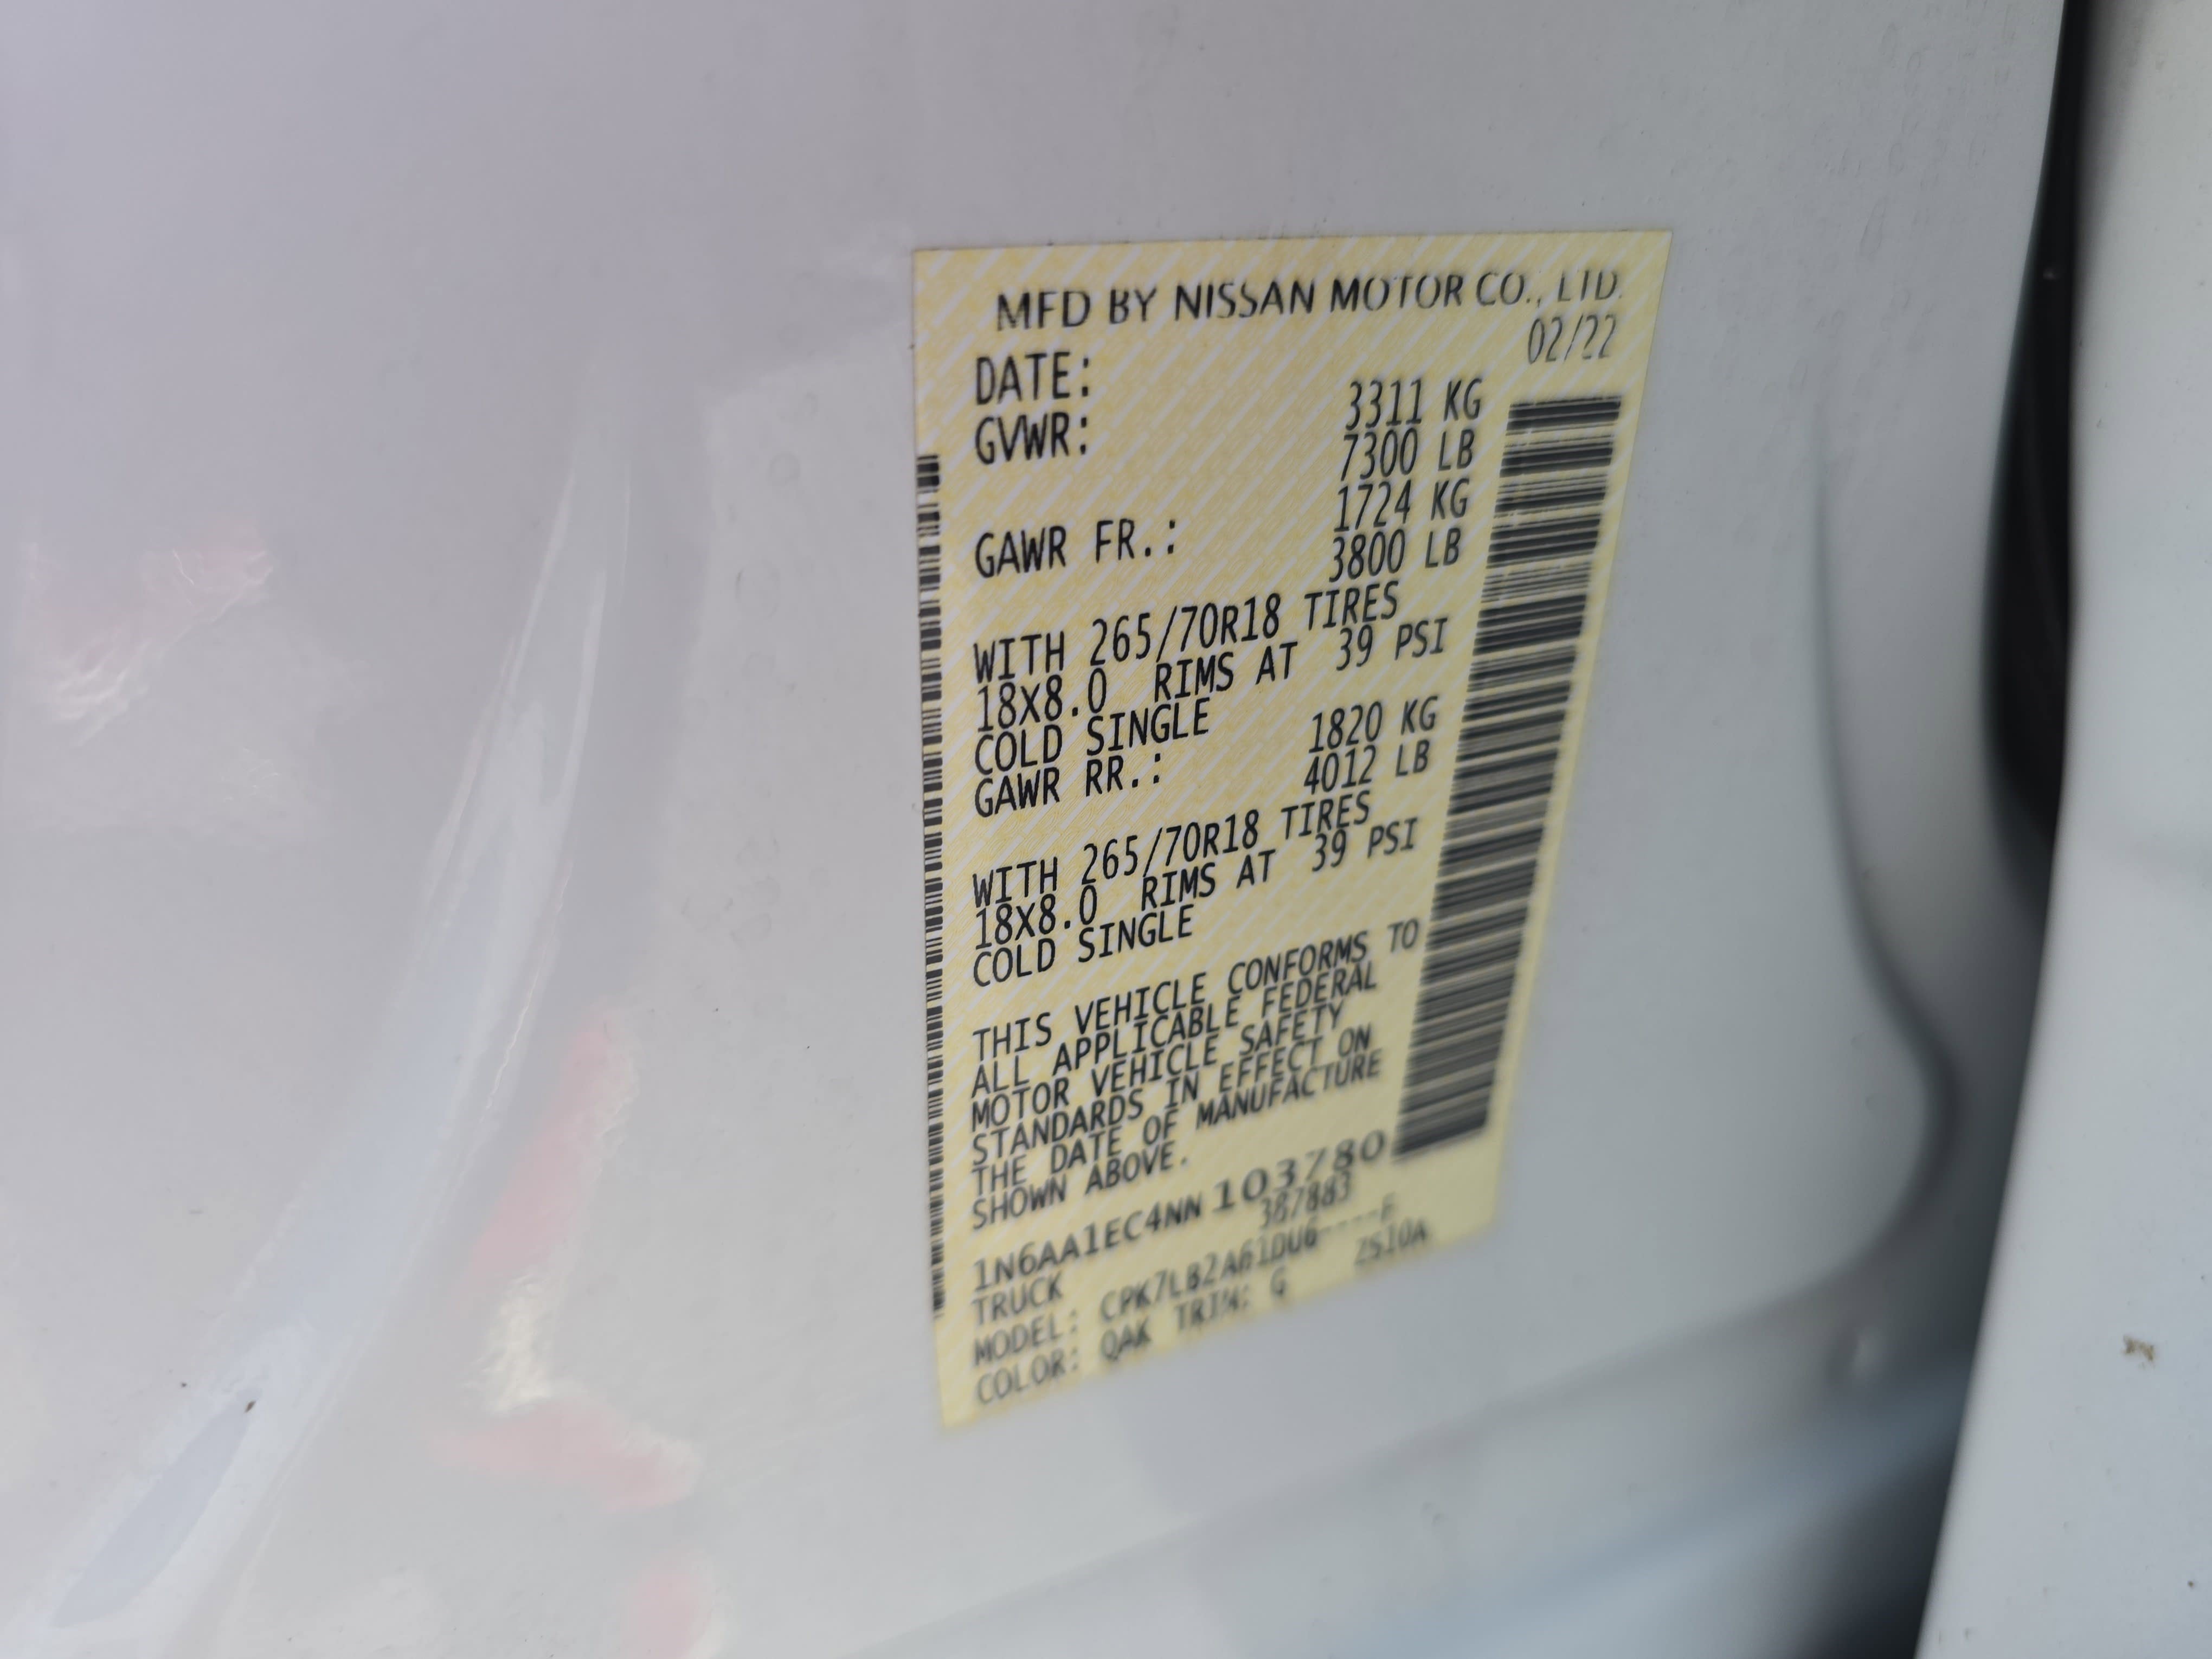 MFD BY NISSAN MOTOR CO., LTD.
DATE: 02/22
GVWR: 3311 KG
7300 LB
GAWR FR.: 1724 KG
3800 LB
WITH 265/70R18 TIRES
18X8.0 RIMS AT 39 PSI
COLD SINGLE
GAWR RR.: 1820 KG
4012 LB
WITH 265/70R18 TIRES
18X8.0 RIMS AT 39 PSI
COLD SINGLE
THIS VEHICLE CONFORMS TO
ALL APPLICABLE FEDERAL
MOTOR VEHICLE SAFETY
STANDARDS IN EFFECT ON
THE DATE OF MANUFACTURE
SHOWN ABOVE.
1N6AA1EC4NN103780
TRUCK 387883
MODEL: CPK7LB2A61DU6----F
COLOR: QAK TRIM: G ZS10A